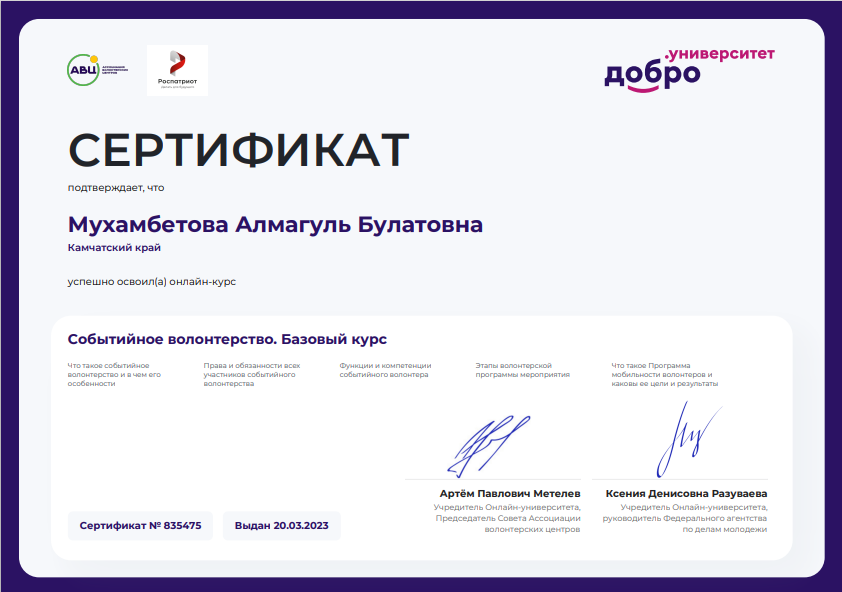 АВЦ
АССОЦИАЦИЯ
ВОЛОНТЕРСКИХ
ЦЕНТРОВ
Роспатриот
.университет
добро
СЕРТИФИКАТ
подтверждает, что
Мухамбетова Алмагуль Булатовна
Камчатский край
успешно освоил(а) онлайн-курс
Событийное волонтерство. Базовый курс
Что такое событийное
волонтерство и в чем его
особенности
Права и обязанности всех
участников событийного
волонтерства
Функции и компетенции
событийного волонтера
Этапы волонтерской
программы мероприятия
Что такое Программа
мобильности волонтеров и
каковы ее цели и результаты
Артём Павлович Метелев
Учредитель Онлайн-университета,
Председатель Совета Ассоциации
волонтерских центров
Ксения Денисовна Разуваева
Учредитель Онлайн-университета,
руководитель Федерального агентства
по делам молодежи
Сертификат № 835475
Выдан 20.03.2023